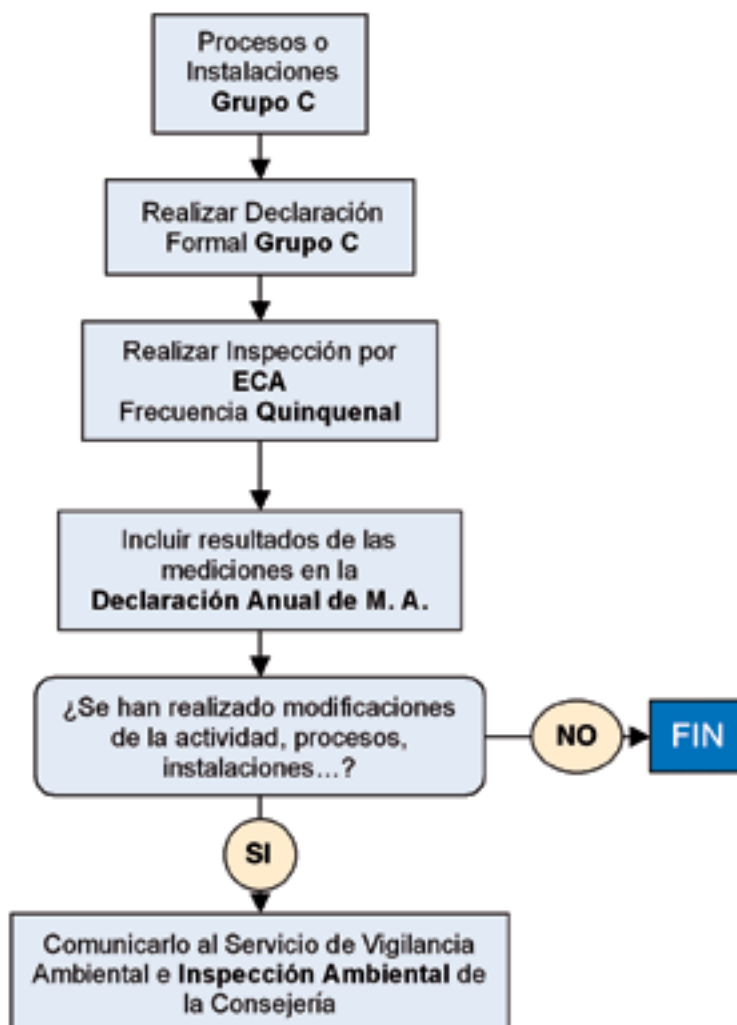 Procesos o
Instalaciones
Grupo C
Realizar Declaración
Formal Grupo C
Realizar Inspección por
ECA
Frecuencia Quinquenal
Incluir resultados de las
mediciones en la
Declaración Anual de M. A.
¿Se han realizado modificaciones
de la actividad, procesos,
instalaciones...?
NO
FIN
SI
Comunicarlo al Servicio de Vigilancia
Ambiental e Inspección Ambiental de
la Consejería